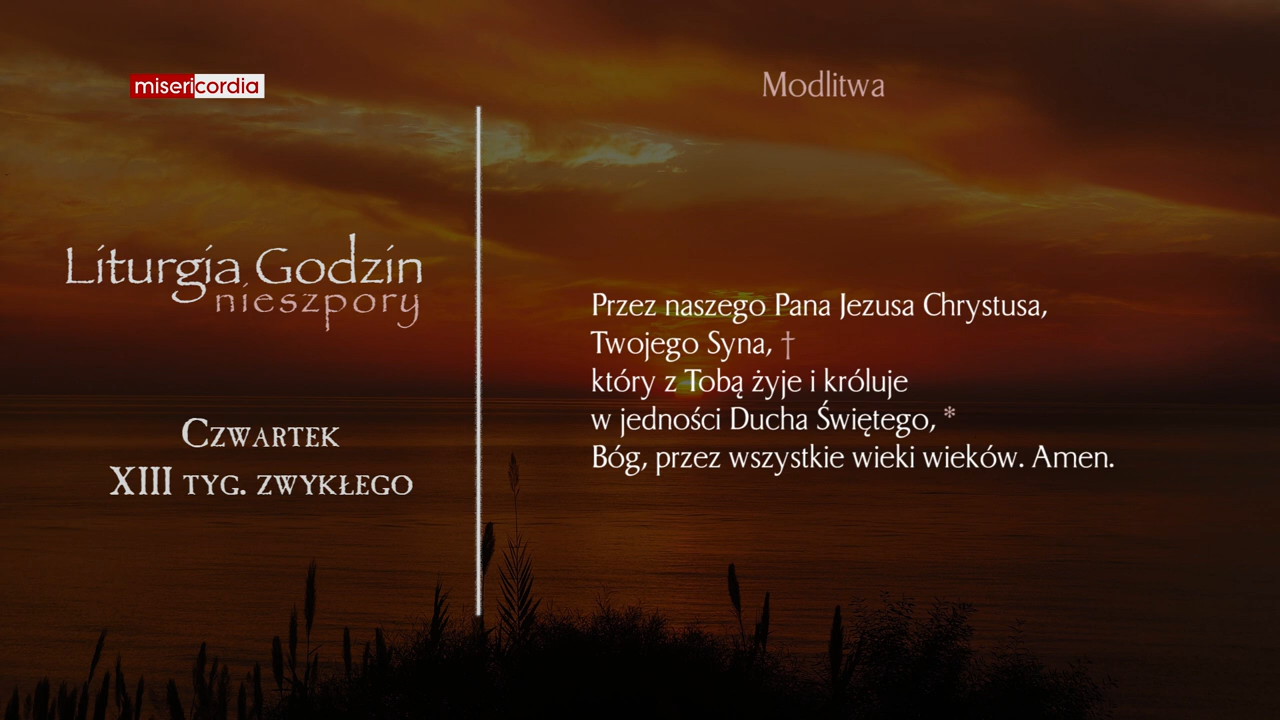 misericordia
Liturgia Godzin
nieszpory
Czwartek
XIII tyg. zwykłego
Modlitwa
Przez naszego Pana Jezusa Chrystusa,
Twojego Syna, †
który z Tobą żyje i króluje
w jedności Ducha Świętego, *
Bóg, przez wszystkie wieki wieków. Amen.